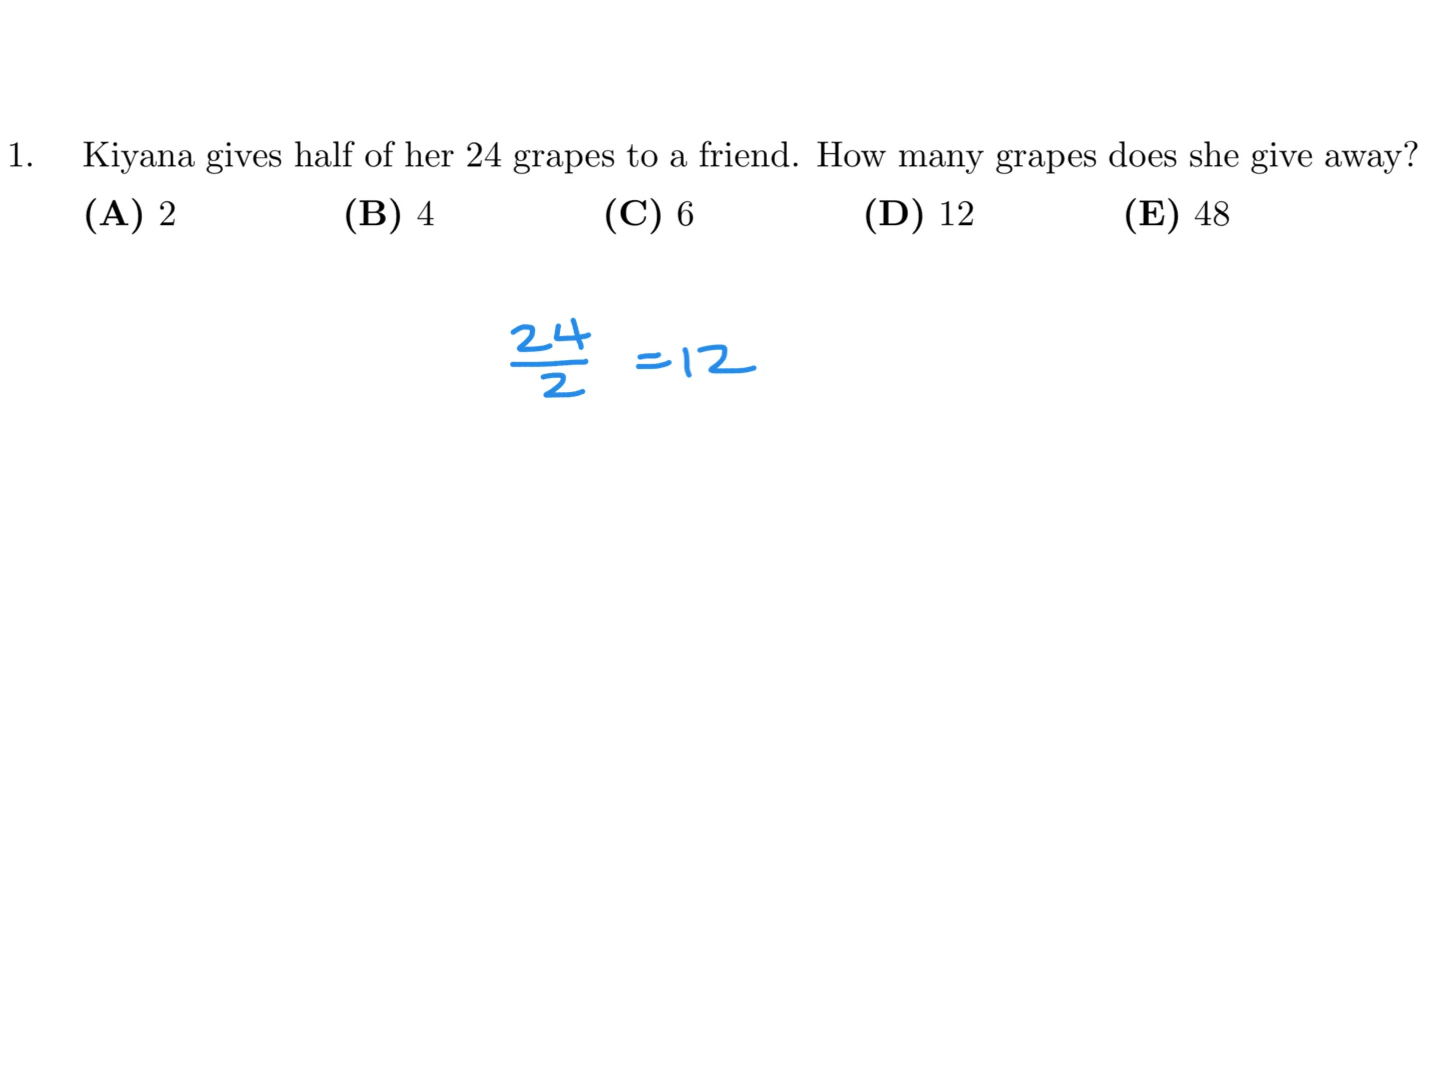 1. Kiyana gives half of her 24 grapes to a friend. How many grapes does she give away?
(A) 2 (B) 4 (C) 6 (D) 12 (E) 48
24/2 =12